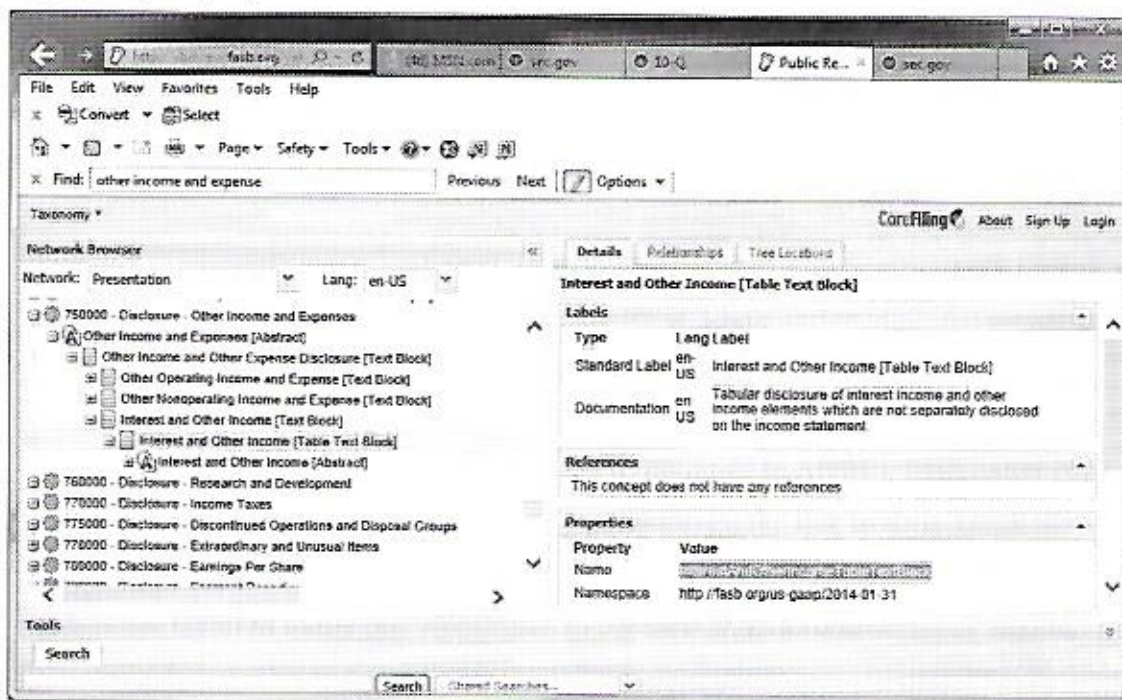 fasb.org sec.gov 10-Q Public Re... sec.gov
File Edit View Favorites Tools Help
x Convert Select
Page Safety Tools
x Find: other income and expense Previous Next Options
Taxonomy
CoreFiling About Sign Up Login
Network Browser
Network: Presentation Lang: en-US
750000 - Disclosure - Other Income and Expenses
Other Income and Expenses [Abstract]
Other Income and Other Expense Disclosure [Text Block]
Other Operating Income and Expense [Text Block]
Other Nonoperating Income and Expense [Text Block]
Interest and Other Income [Text Block]
Interest and Other Income [Table Text Block]
Interest and Other Income [Abstract]
760000 - Disclosure - Research and Development
770000 - Disclosure - Income Taxes
775000 - Disclosure - Discontinued Operations and Disposal Groups
778000 - Disclosure - Extraordinary and Unusual Items
780000 - Disclosure - Earnings Per Share
Details Relationships Tree Locations
Interest and Other Income [Table Text Block]
Labels
Type Lang Label
Standard Label en-US Interest and Other Income [Table Text Block]
Documentation en US Tabular disclosure of interest income and other
income elements which are not separately disclosed
on the income statement
References
This concept does not have any references
Properties
Property Value
Name
Namespace http://fasb.org/us-gaap/2014-01-31
Tools
Search
Search Shared Searches...